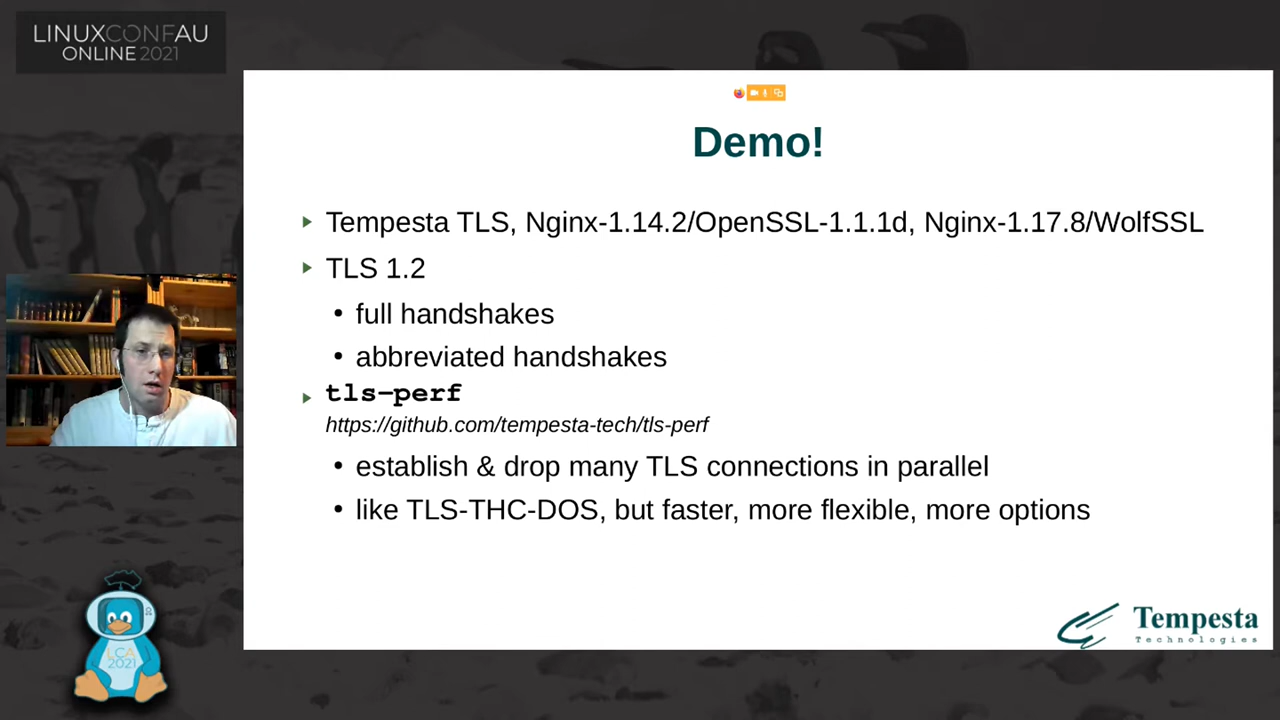 LINUXCONFAU
ONLINE 2021
Demo!
Tempesta TLS, Nginx-1.14.2/OpenSSL-1.1.1d, Nginx-1.17.8/WolfSSL
TLS 1.2
full handshakes
abbreviated handshakes
tls-perf
https://github.com/tempesta-tech/tls-perf
establish & drop many TLS connections in parallel
like TLS-THC-DOS, but faster, more flexible, more options
LCA
2021
Tempesta
Technologies